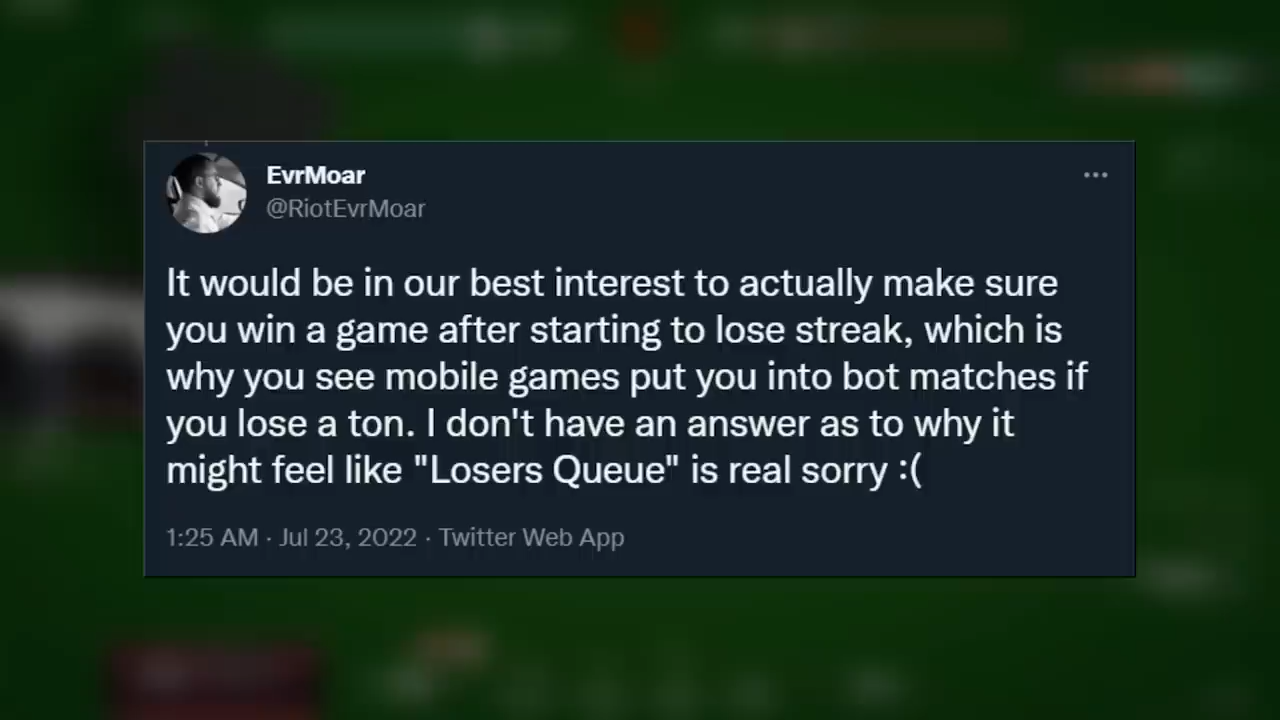 EvrMoar
@RiotEvrMoar
It would be in our best interest to actually make sure
you win a game after starting to lose streak, which is
why you see mobile games put you into bot matches if
you lose a ton. I don't have an answer as to why it
might feel like "Losers Queue" is real sorry :(
1:25 AM · Jul 23, 2022 · Twitter Web App